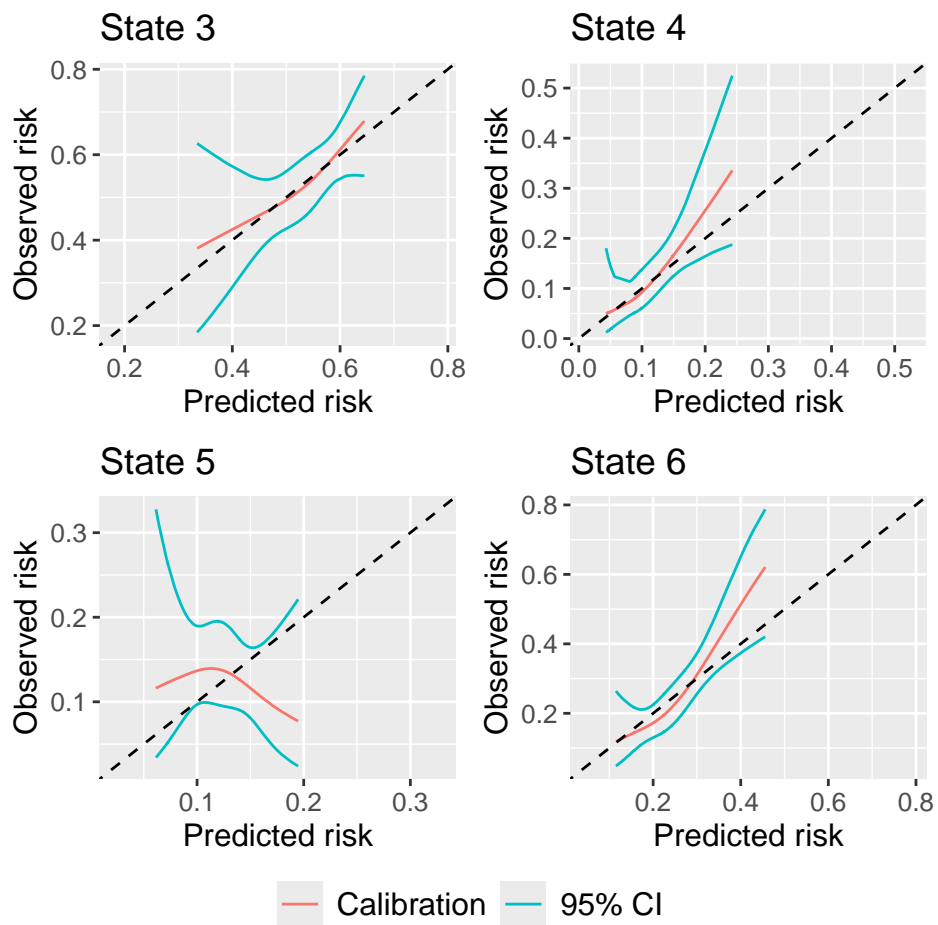 State 3
Observed risk
0.8
0.6
0.4
0.2
0.2 0.4 0.6 0.8
Predicted risk
State 4
Observed risk
0.5
0.4
0.3
0.2
0.1
0.0
0.0 0.1 0.2 0.3 0.4 0.5
Predicted risk
State 5
Observed risk
0.3
0.2
0.1
0.1 0.2 0.3
Predicted risk
State 6
Observed risk
0.8
0.6
0.4
0.2
0.2 0.4 0.6 0.8
Predicted risk
Calibration 95% CI